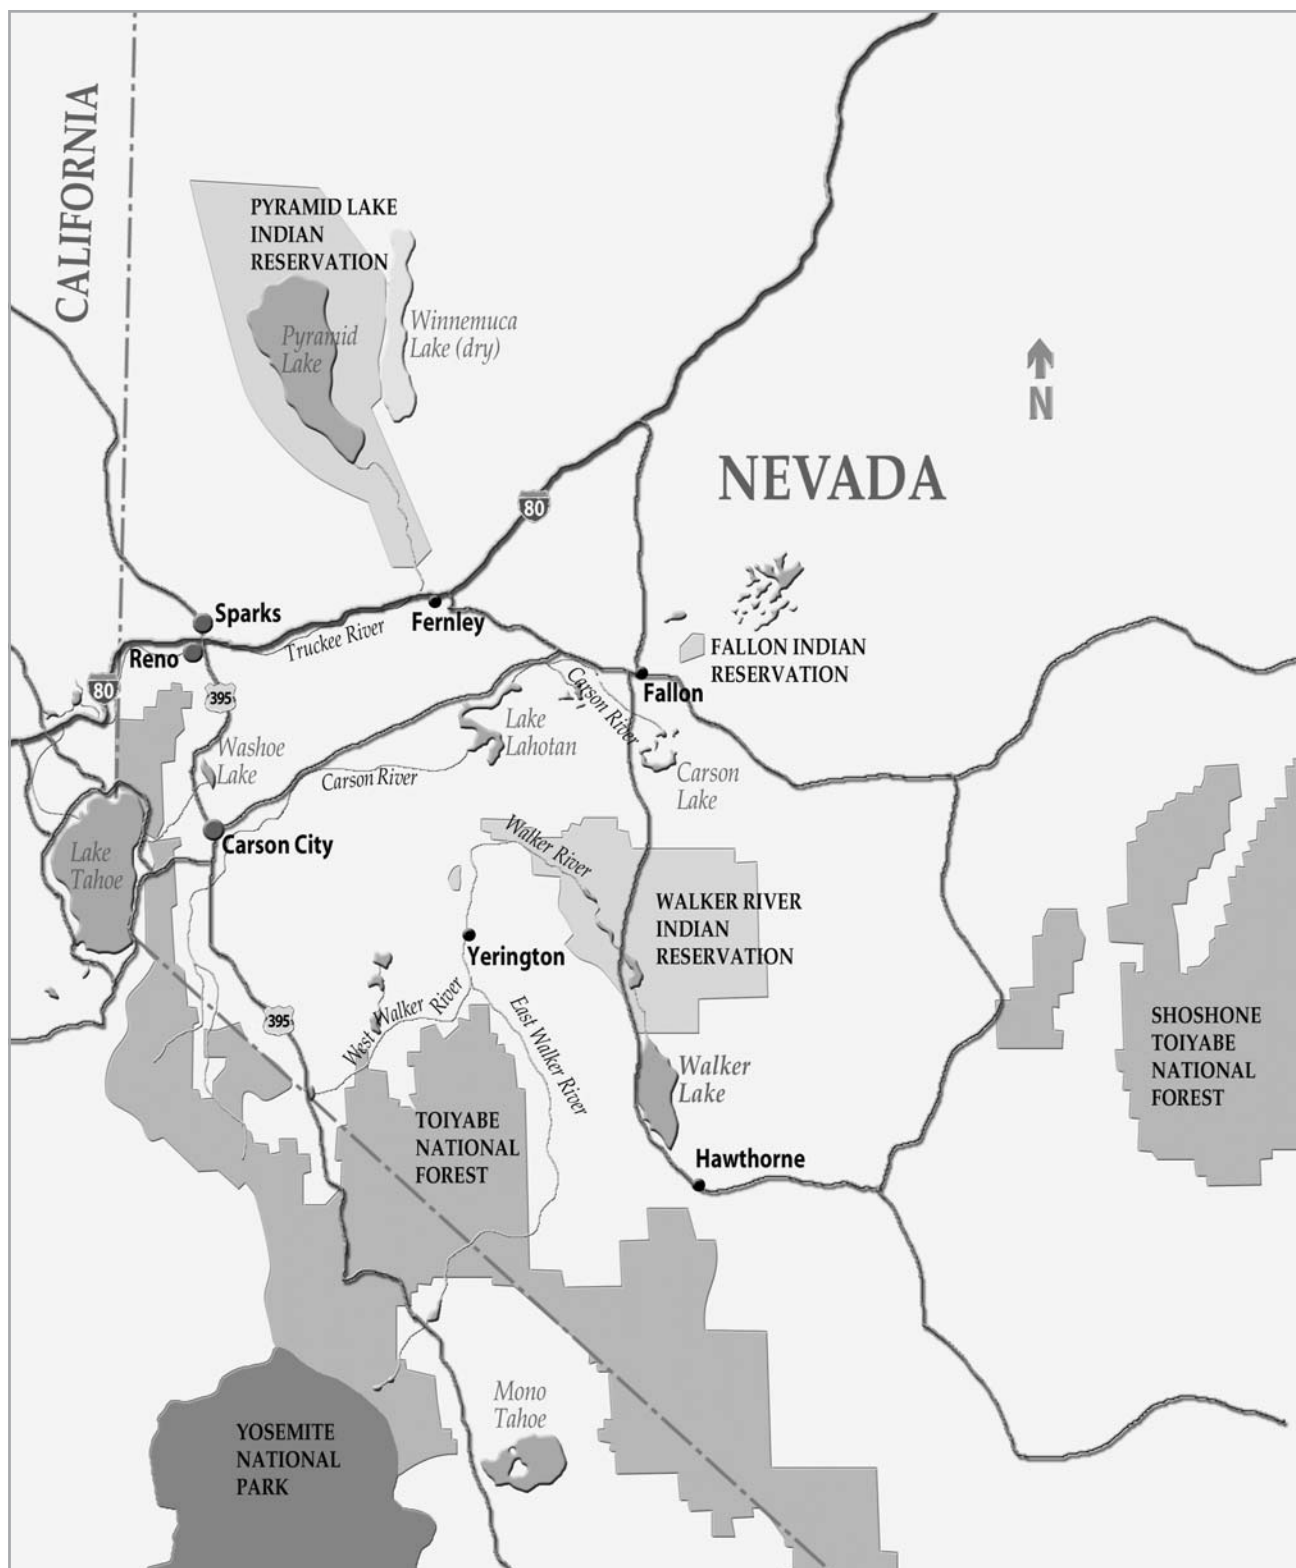 CALIFORNIA
PYRAMID LAKE
INDIAN
RESERVATION
Pyramid
Lake
Winnemuca
Lake (dry)
N
NEVADA
80
Sparks
Fernley
Truckee River
Reno
FALLON INDIAN
RESERVATION
80
395
Fallon
Carson River
Washoe
Lake
Lake
Lahotan
Carson River
Carson
Lake
Carson City
Lake
Tahoe
Walker River
WALKER RIVER
INDIAN
RESERVATION
Yerington
395
West Walker River
East Walker River
SHOSHONE
TOIYABE
NATIONAL
FOREST
Walker
Lake
TOIYABE
NATIONAL
FOREST
Hawthorne
Mono
Tahoe
YOSEMITE
NATIONAL
PARK